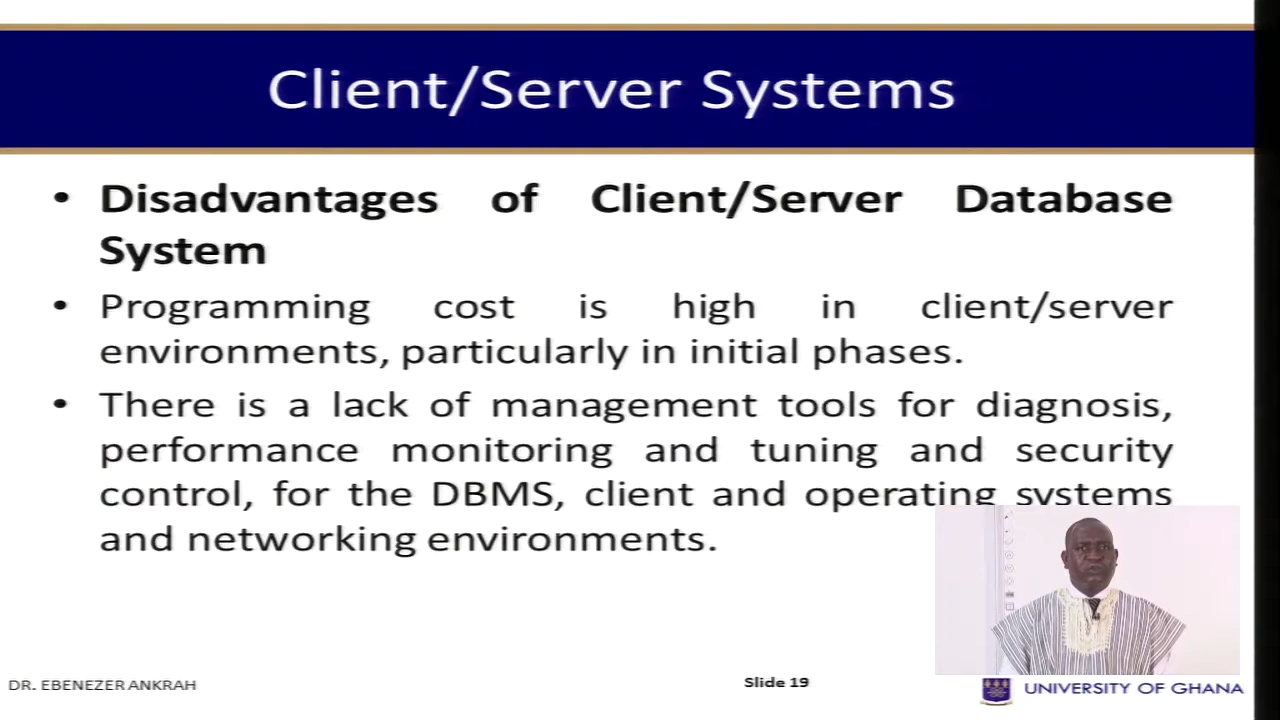 Client/Server Systems
• Disadvantages of Client/Server Database
System
• Programming cost is high in client/server
environments, particularly in initial phases.
• There is a lack of management tools for diagnosis,
performance monitoring and tuning and security
control, for the DBMS, client and operating systems
and networking environments.
DR. EBENEZER ANKRAH
Slide 19
UNIVERSITY OF GHANA